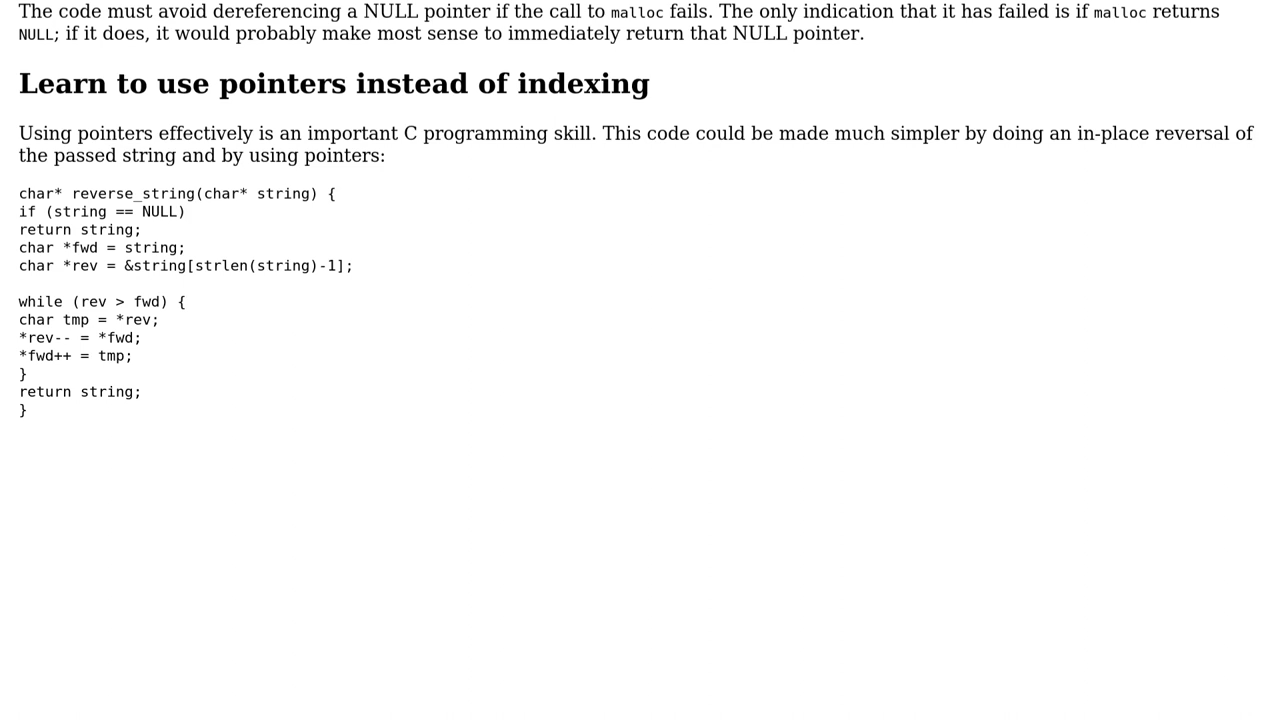 The code must avoid dereferencing a NULL pointer if the call to malloc fails. The only indication that it has failed is if malloc returns
NULL; if it does, it would probably make most sense to immediately return that NULL pointer.
Learn to use pointers instead of indexing
Using pointers effectively is an important C programming skill. This code could be made much simpler by doing an in-place reversal of
the passed string and by using pointers:
char* reverse_string(char* string) {
if (string == NULL)
return string;
char *fwd = string;
char *rev = &string[strlen(string)-1];
while (rev > fwd) {
char tmp = *rev;
*rev-- = *fwd;
*fwd++ = tmp;
}
return string;
}